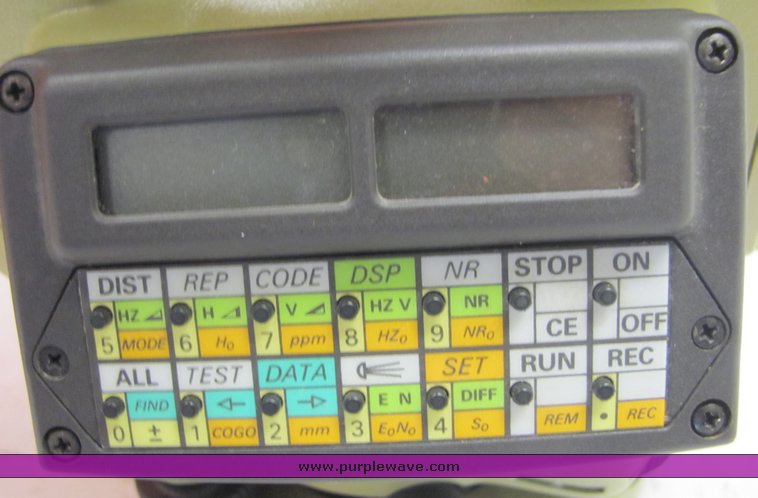 DIST REP CODE DSP NR STOP ON
HZ H V HZ V NR
5 MODE 6 H₀ 7 ppm 8 HZ₀ 9 NR₀ CE OFF
ALL TEST DATA SET RUN REC
FIND ← → E N DIFF
0 ± 1 COGO 2 mm 3 E₀N₀ 4 S₀ REM • REC
www.purplewave.com